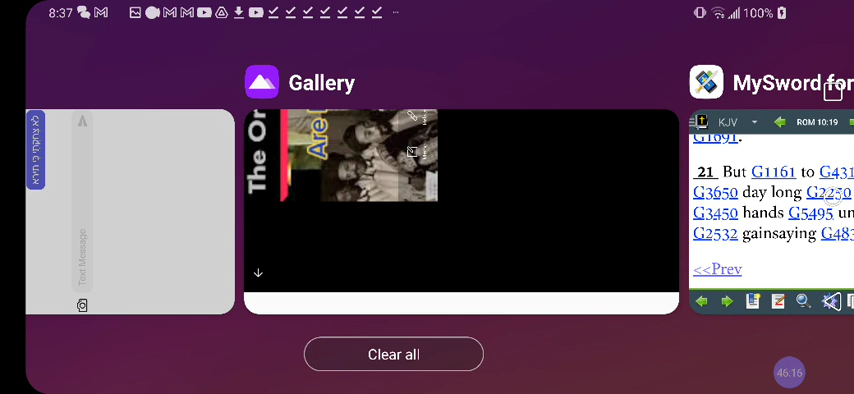 8:37
100%
Gallery
MySword for
Text Message
The Or
Are
KJV
ROM 10:19
G1691.
21 But G1161 to G431
G3650 day long G2250
G3450 hands G5495 un
G2532 gainsaying G483
<<Prev
Clear all
46:16